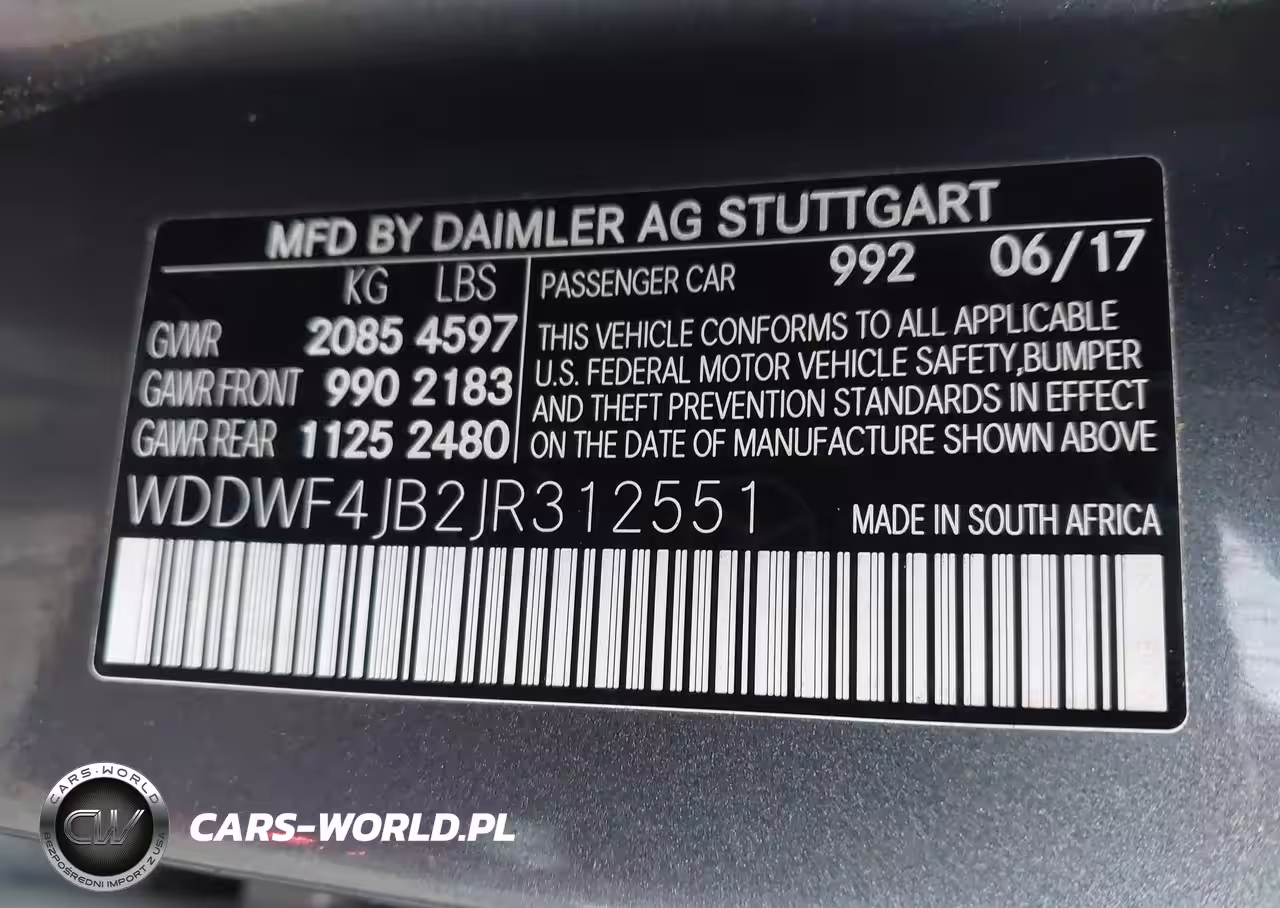 MFD BY DAIMLER AG STUTTGART
KG LBS
GVWR 2085 4597
GAWR FRONT 990 2183
GAWR REAR 1125 2480
PASSENGER CAR 992 06/17
THIS VEHICLE CONFORMS TO ALL APPLICABLE
U.S. FEDERAL MOTOR VEHICLE SAFETY,BUMPER
AND THEFT PREVENTION STANDARDS IN EFFECT
ON THE DATE OF MANUFACTURE SHOWN ABOVE
WDDWF4JB2JR312551
MADE IN SOUTH AFRICA
CARS-WORLD
CW
BEZPOŚREDNI IMPORT Z USA
CARS-WORLD.PL